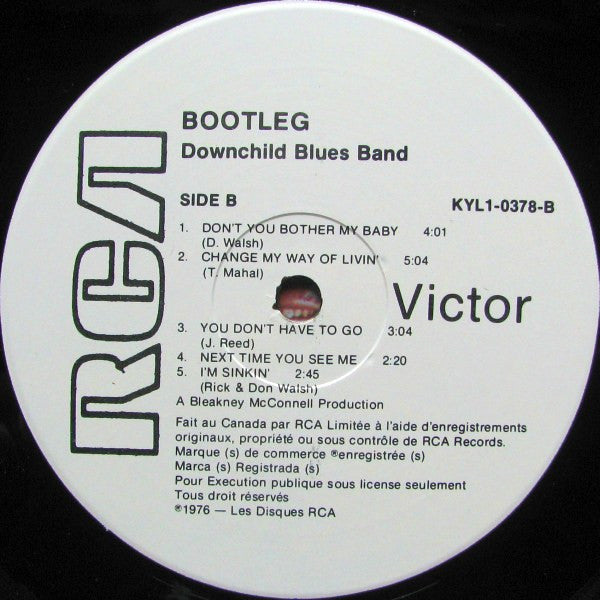 RCA
BOOTLEG
Downchild Blues Band
SIDE B
KYL1-0378-B
1. DON'T YOU BOTHER MY BABY 4:01
(D. Walsh)
2. CHANGE MY WAY OF LIVIN' 5:04
(T. Mahal)
Victor
3. YOU DON'T HAVE TO GO 3:04
(J. Reed)
4. NEXT TIME YOU SEE ME 2:20
5. I'M SINKIN' 2:45
(Rick & Don Walsh)
A Bleakney McConnell Production
Fait au Canada par RCA Limitée à l'aide d'enregistrements
originaux, propriété ou sous contrôle de RCA Records.
Marque (s) de commerce ®enregistrée (s)
Marca (s) Registrada (s)
Pour Execution publique sous license seulement
Tous droit réservés
℗1976 — Les Disques RCA